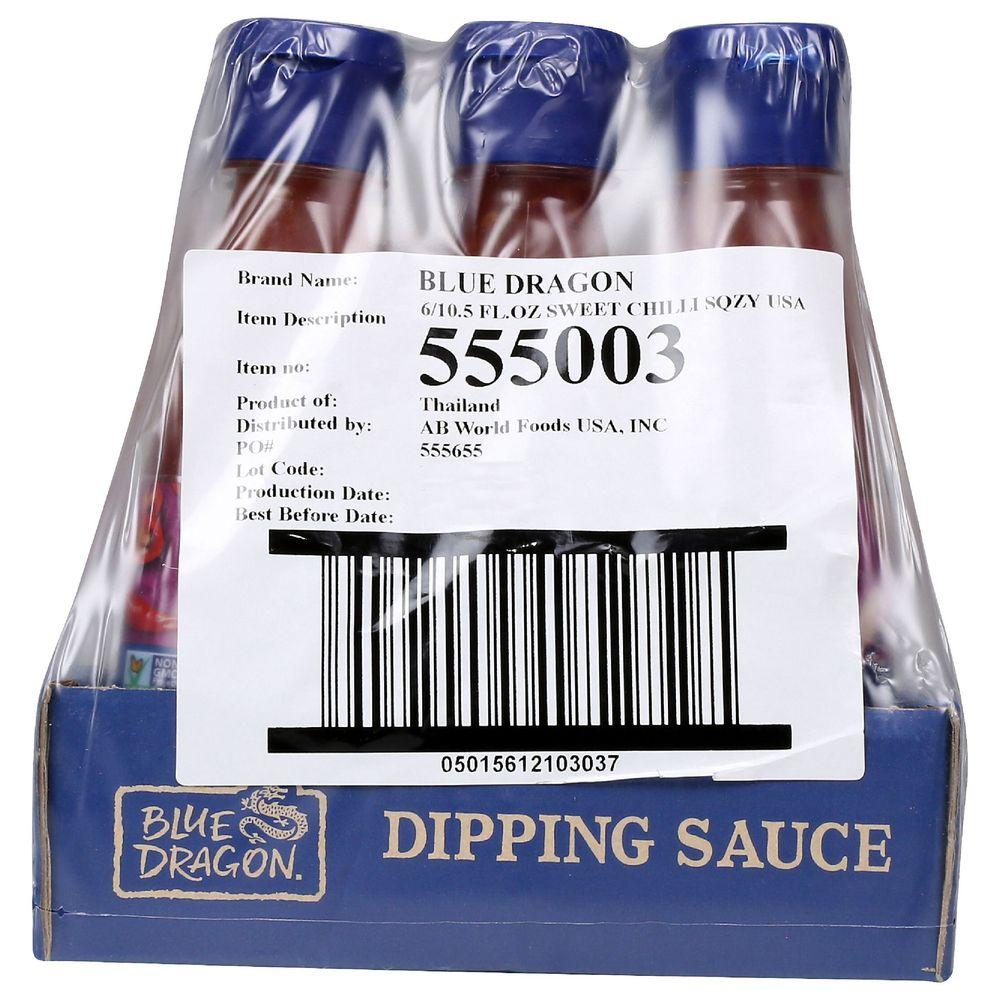 Brand Name: BLUE DRAGON
Item Description 6/10.5 FL.OZ SWEET CHILLI SQZY USA
Item no: 555003
Product of: Thailand
Distributed by: AB World Foods USA, INC
PO# 555655
Lot Code:
Production Date:
Best Before Date:
05015612103037
NON
GMO
BLUE
DRAGON.
DIPPING SAUCE